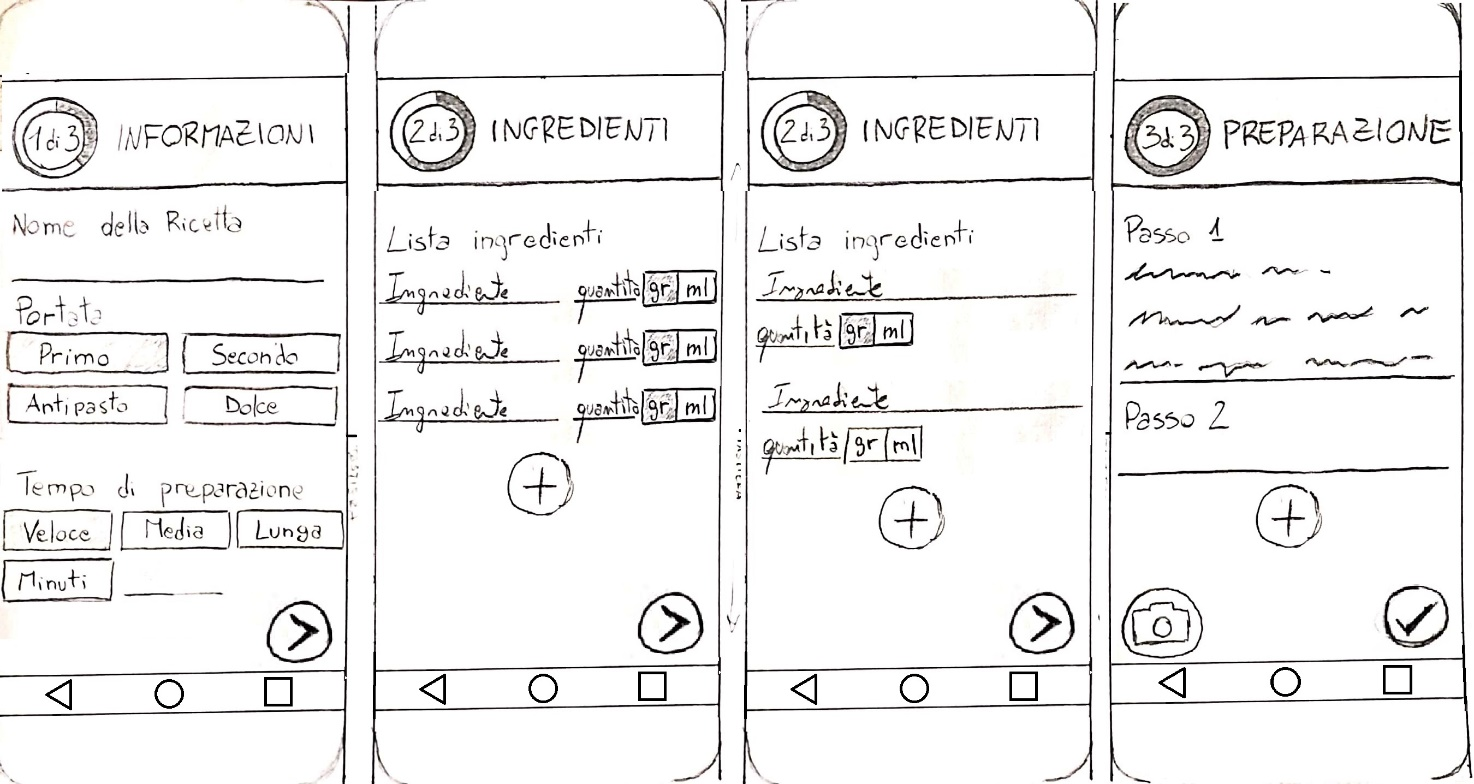 1 di 3 INFORMAZIONI
Nome della Ricetta
Portata
Primo Secondo
Antipasto Dolce
Tempo di preparazione
Veloce Media Lunga
Minuti
2 di 3 INGREDIENTI
Lista ingredienti
Ingrediente quantità gr ml
Ingrediente quantità gr ml
Ingrediente quantità gr ml
2 di 3 INGREDIENTI
Lista ingredienti
Ingrediente
quantità gr ml
Ingrediente
quantità gr ml
3 di 3 PREPARAZIONE
Passo 1
Passo 2